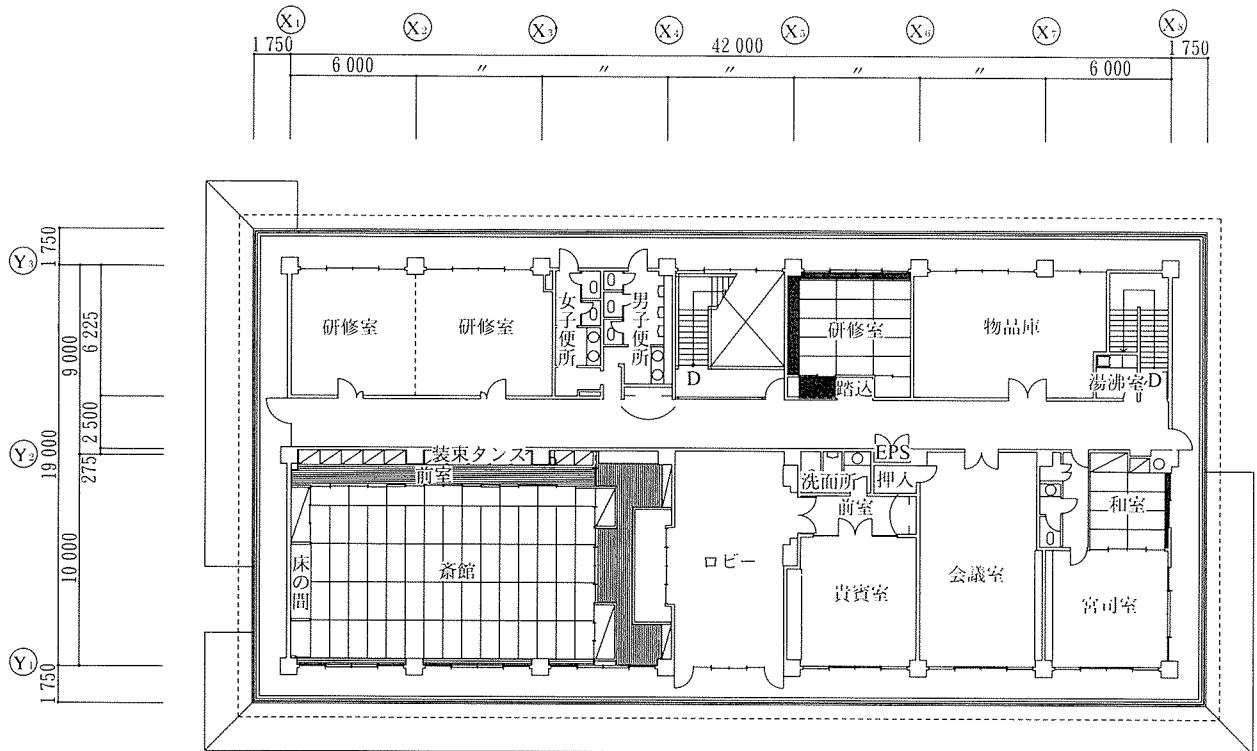 X₁ X₂ X₃ X₄ X₅ X₆ X₇ X₈
1 750 42 000 1 750
6 000 〃 〃 〃 〃 〃 6 000
Y₃
1 750
9 000
6 225
2 500
275
Y₂
19 000
10 000
Y₁
1 750
研修室
研修室
女子便所
男子便所
D
研修室
踏込
物品庫
湯沸室
D
装束タンス
前室
床の間
斎館
ロビー
洗面所
EPS
押入
前室
貴賓室
会議室
和室
宮司室